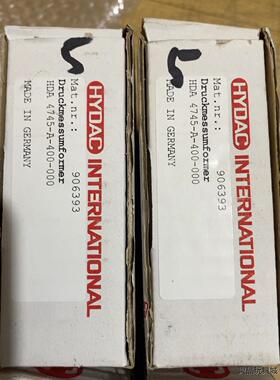 HYDAC INTERNATIONAL
Mat.nr.: 906393
Druckmessumformer
HDA 4745-A-400-000
MADE IN GERMANY
HYDAC INTERNATIONAL
Mat.nr.: 906393
Druckmessumformer
HDA 4745-A-400-000
MADE IN GERMANY